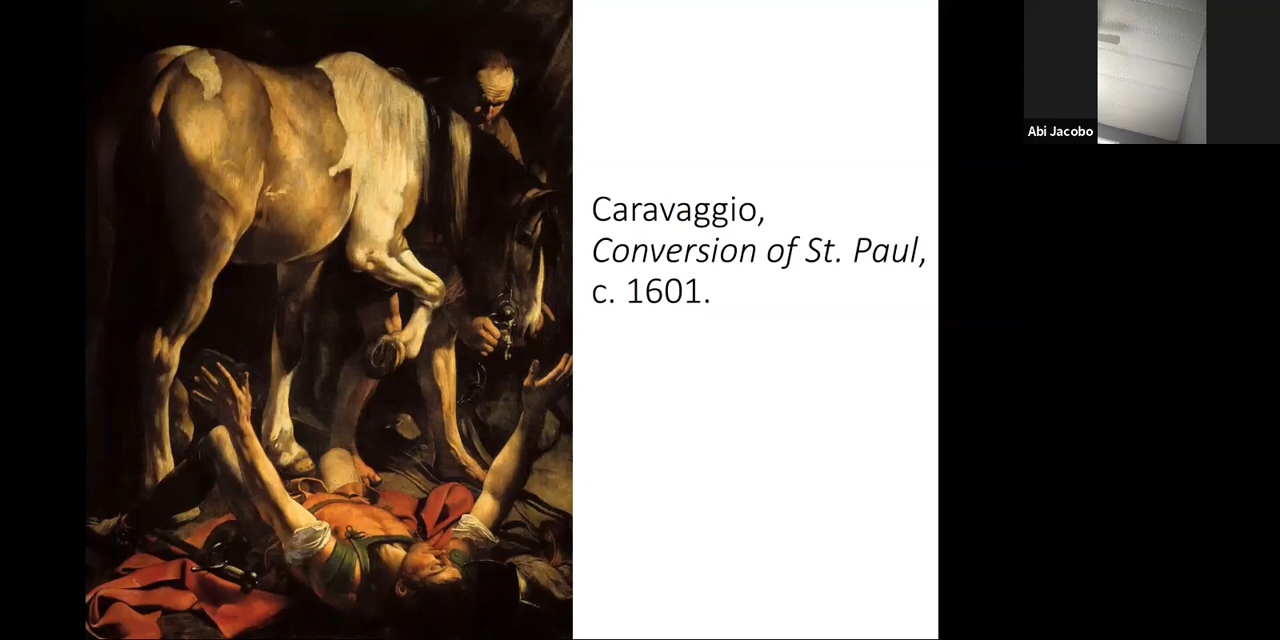 Caravaggio,
Conversion of St. Paul,
c. 1601.
Abi Jacobo